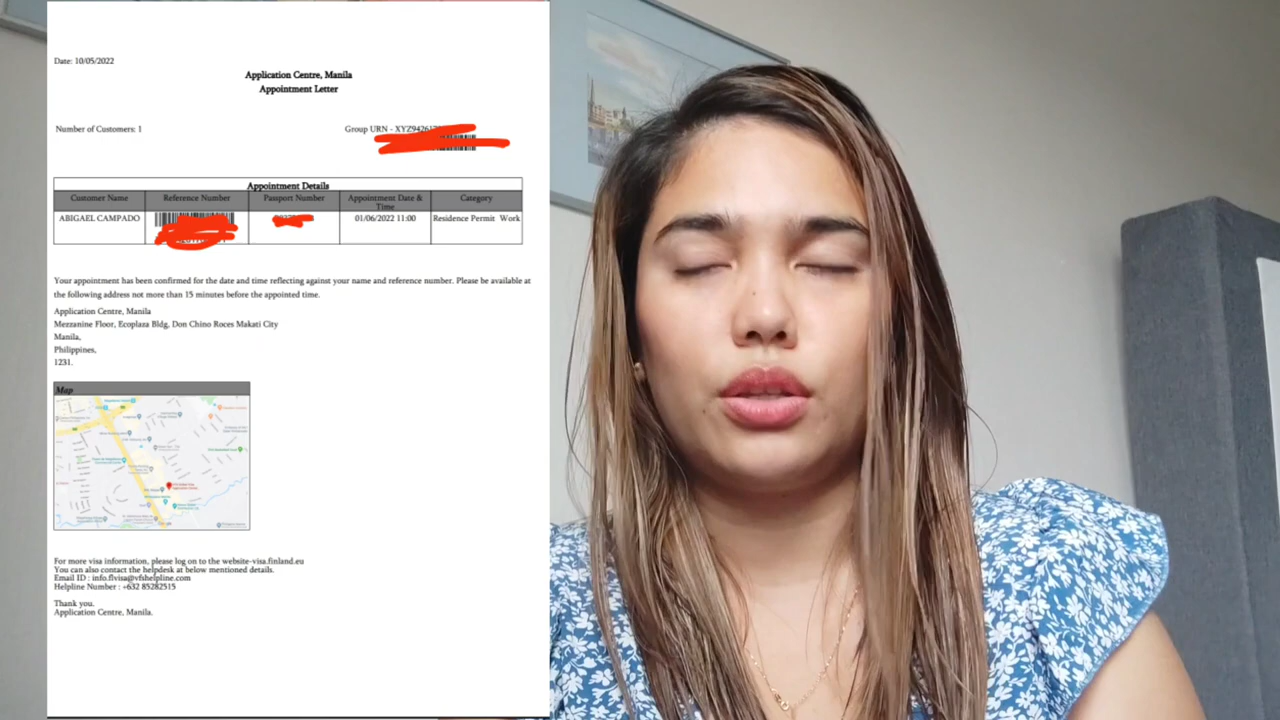 Date: 10/05/2022
Application Centre, Manila
Appointment Letter
Number of Customers: 1
Group URN - XYZ9426
Appointment Details
Customer Name Reference Number Passport Number Appointment Date & Time Category
ABIGAEL CAMPADO 01/06/2022 11:00 Residence Permit Work
Your appointment has been confirmed for the date and time reflecting against your name and reference number. Please be available at
the following address not more than 15 minutes before the appointed time.
Application Centre, Manila
Mezzanine Floor, Ecoplaza Bldg, Don Chino Roces Makati City
Manila,
Philippines,
1231.
Map
For more visa information, please log on to the website-visa.finland.eu
You can also contact the helpdesk at below mentioned details.
Email ID : info.flvisa@vfshelpline.com
Helpline Number : +632 85282515
Thank you.
Application Centre, Manila.